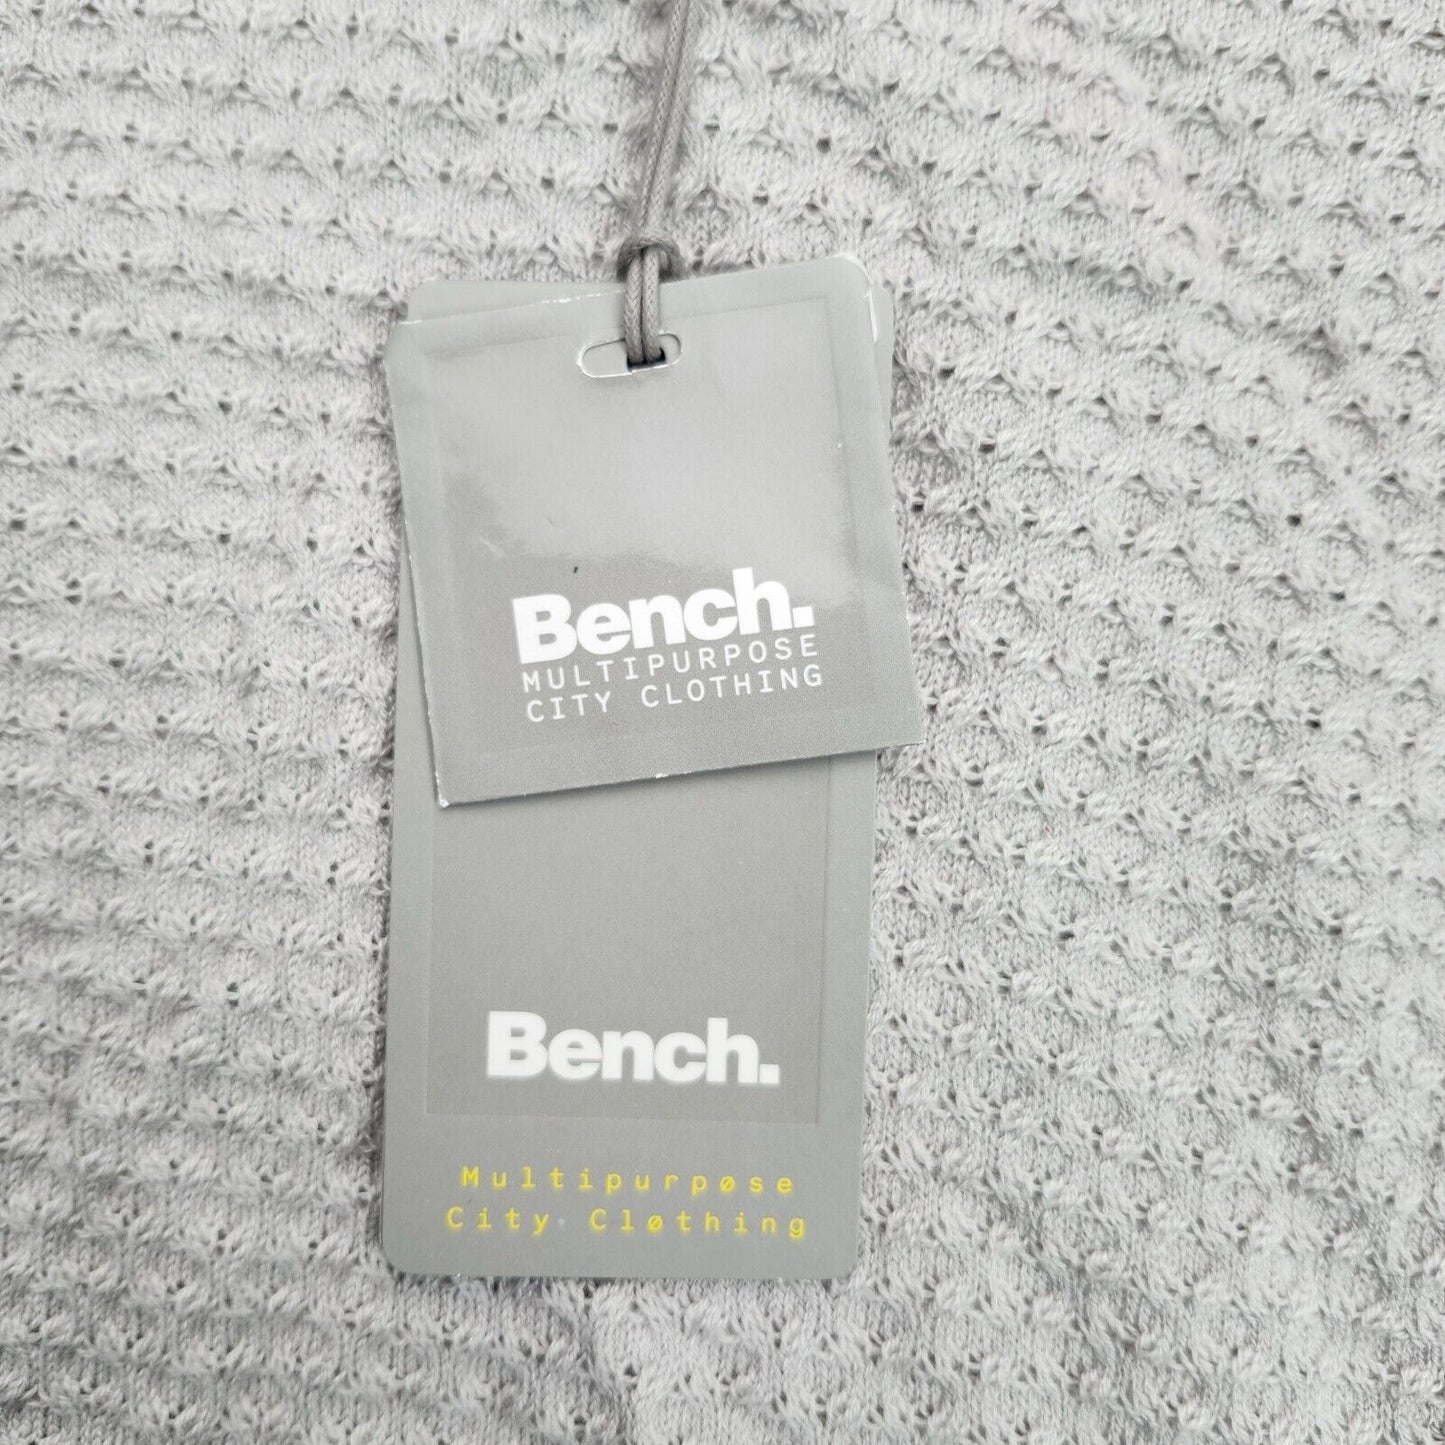 Bench.
MULTIPURPOSE
CITY CLOTHING
Bench.
Multipurpøse
City Cløthing